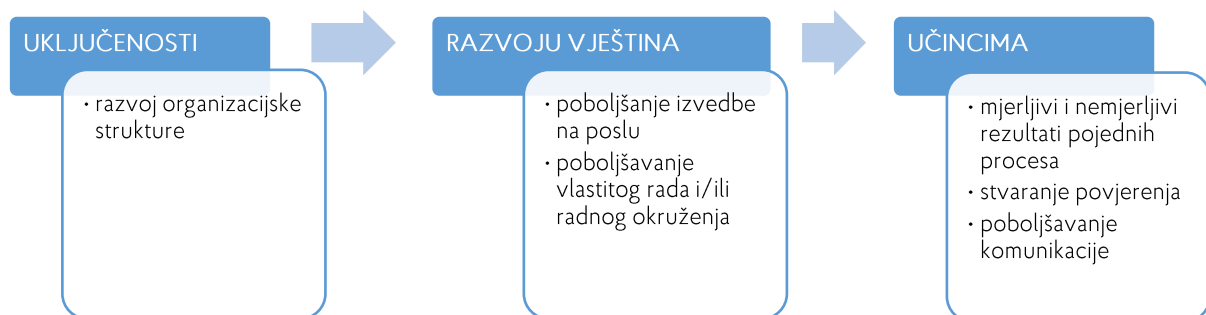 UKLJUČENOSTI
• razvoj organizacijske
strukture
RAZVOJU VJEŠTINA
• poboljšanje izvedbe
na poslu
• poboljšavanje
vlastitog rada i/ili
radnog okruženja
UČINCIMA
• mjerljivi i nemjerljivi
rezultati pojednih
procesa
• stvaranje povjerenja
• poboljšavanje
komunikacije